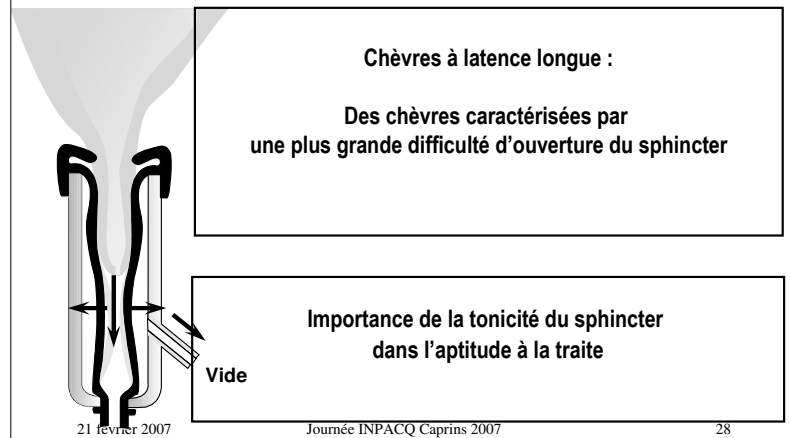 Chèvres à latence longue :
Des chèvres caractérisées par
une plus grande difficulté d’ouverture du sphincter
Importance de la tonicité du sphincter
dans l’aptitude à la traite
Vide
21 février 2007 Journée INPACQ Caprins 2007 28